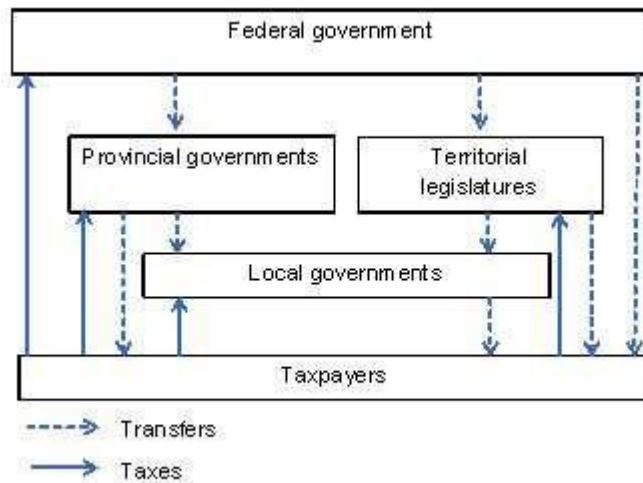 Federal government
Provincial governments
Territorial
legislatures
Local governments
Taxpayers
Transfers
Taxes